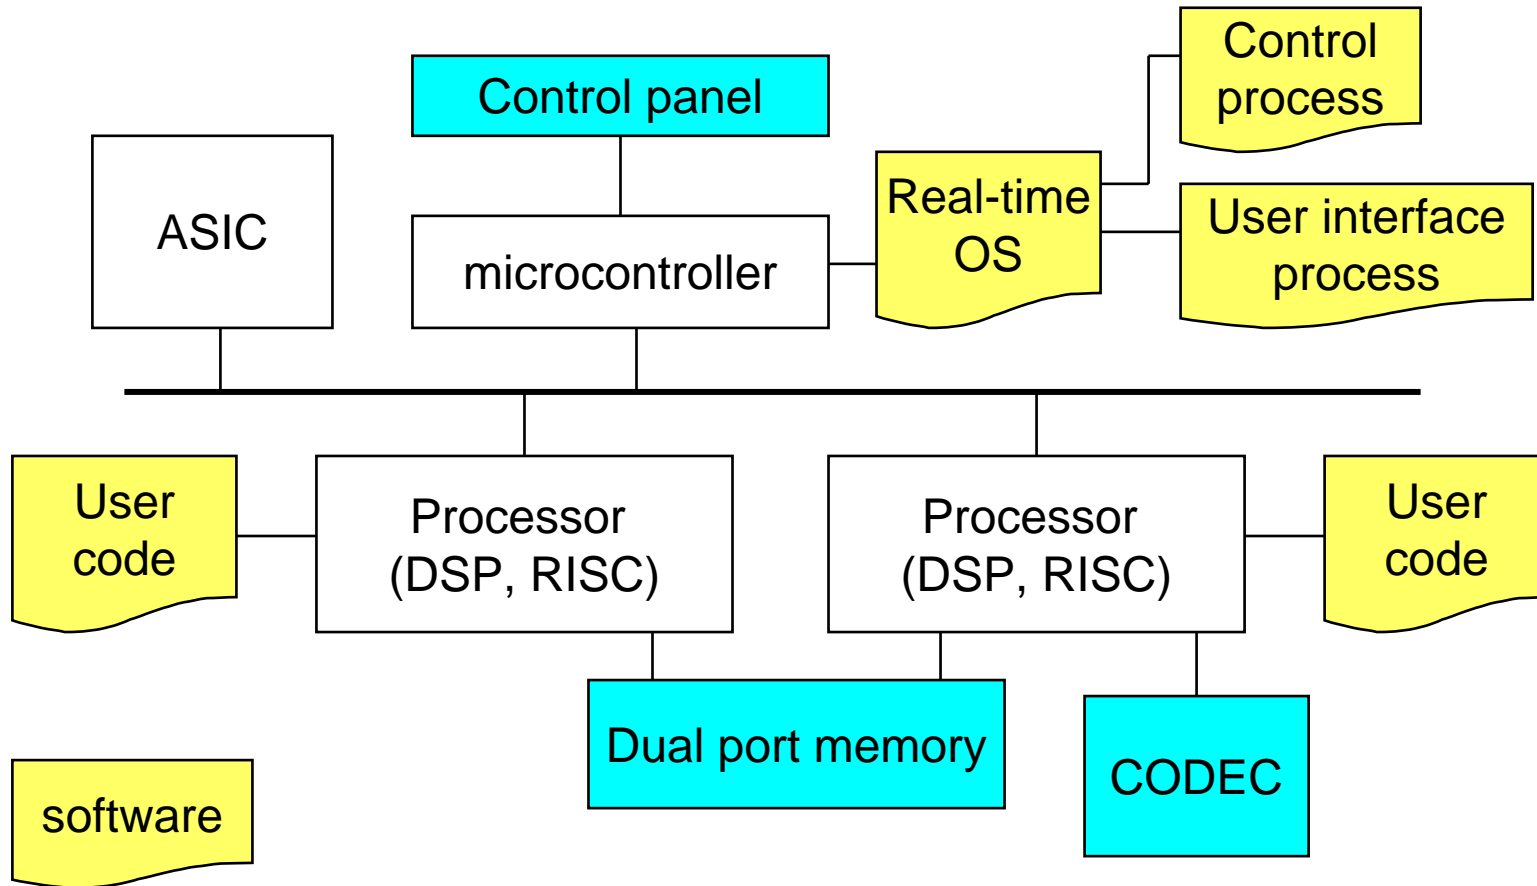 Control
process
Control panel
ASIC
Real-time
OS
User interface
process
microcontroller
User
code
Processor
(DSP, RISC)
Processor
(DSP, RISC)
User
code
Dual port memory
CODEC
software